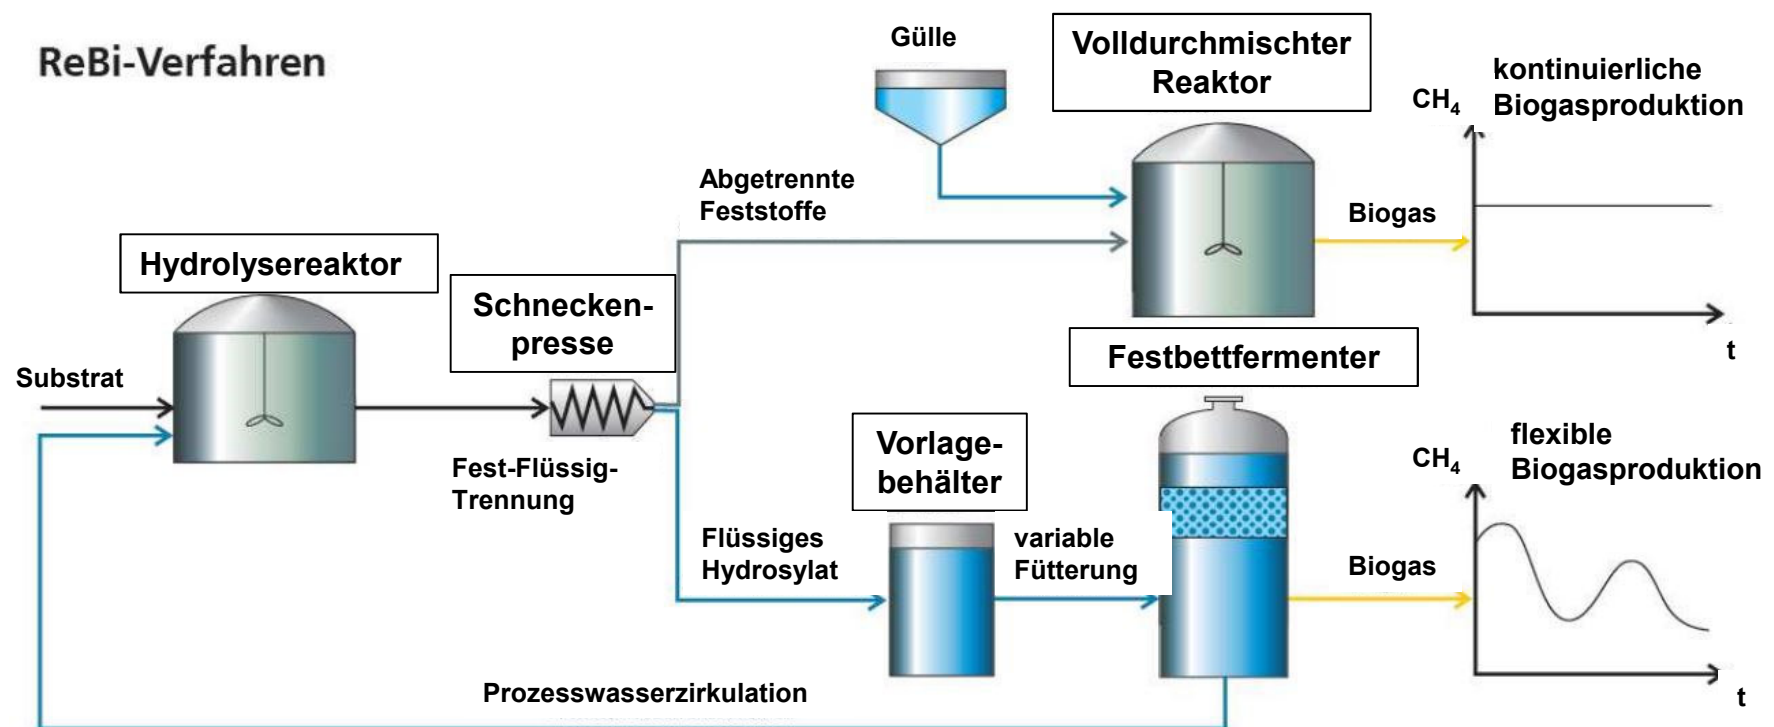 ReBi-Verfahren
Gülle
Volldurchmischter
Reaktor
kontinuierliche
Biogasproduktion
CH₄
Abgetrennte
Feststoffe
Biogas
Hydrolysereaktor
Schnecken-
presse
t
Festbettfermenter
Substrat
Vorlage-
behälter
flexible
Biogasproduktion
CH₄
Fest-Flüssig-
Trennung
Flüssiges
Hydrosylat
variable
Fütterung
Biogas
Prozesswasserzirkulation
t